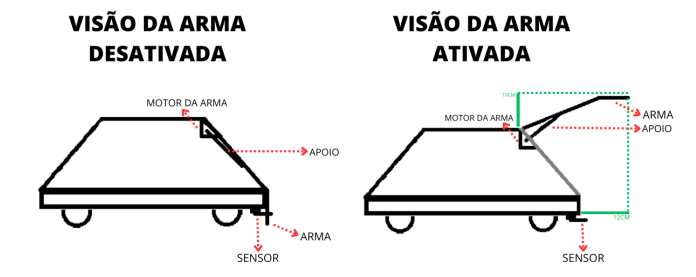 VISÃO DA ARMA
DESATIVADA
MOTOR DA ARMA
APOIO
ARMA
SENSOR
VISÃO DA ARMA
ATIVADA
10CM
MOTOR DA ARMA
ARMA
APOIO
12CM
SENSOR